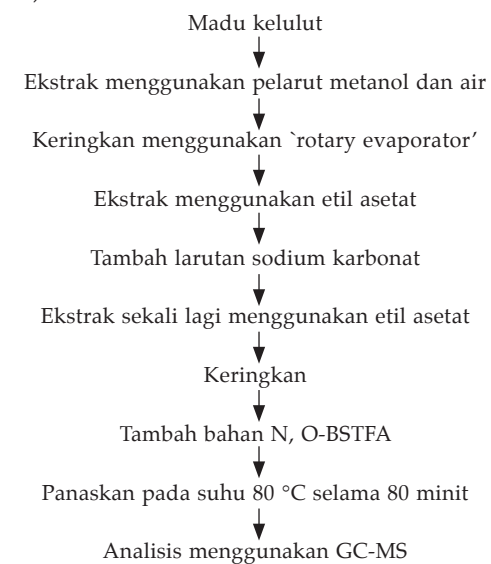 Madu kelulut
Ekstrak menggunakan pelarut metanol dan air
Keringkan menggunakan `rotary evaporator’
Ekstrak menggunakan etil asetat
Tambah larutan sodium karbonat
Ekstrak sekali lagi menggunakan etil asetat
Keringkan
Tambah bahan N, O-BSTFA
Panaskan pada suhu 80 °C selama 80 minit
Analisis menggunakan GC-MS